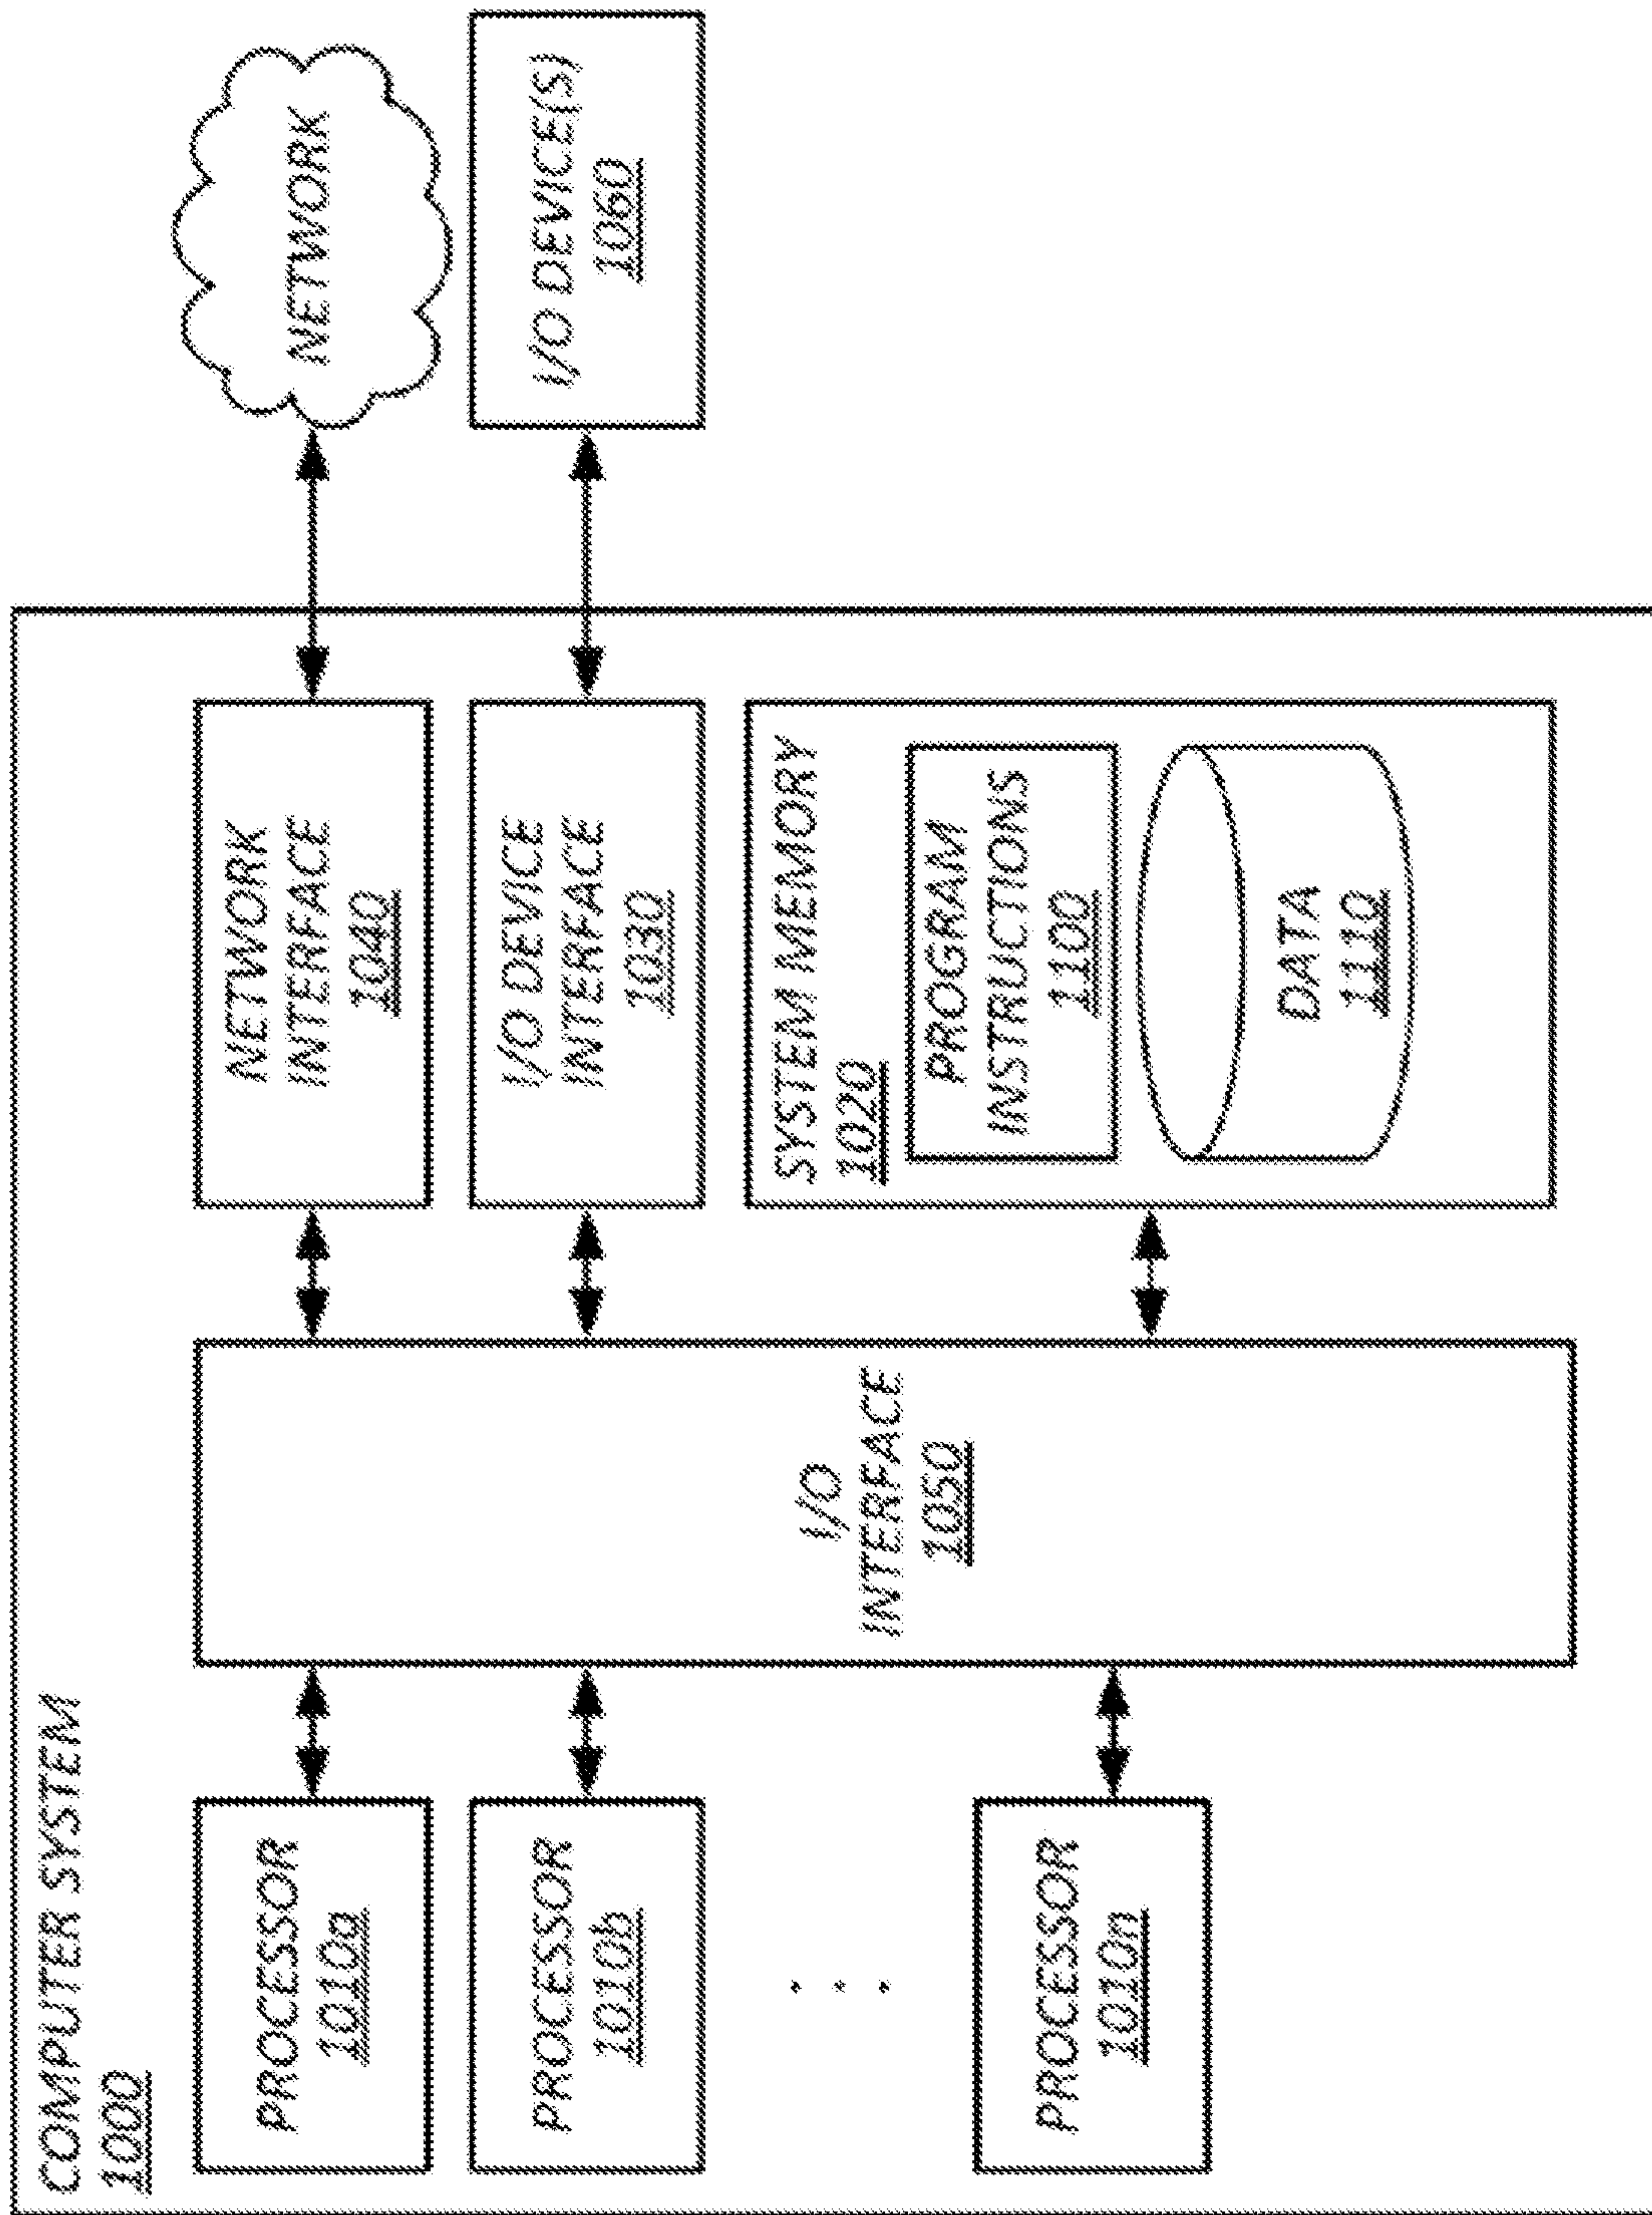 COMPUTER SYSTEM
1000
PROCESSOR
1010a
PROCESSOR
1010b
. . .
PROCESSOR
1010n
I/O
INTERFACE
1050
NETWORK
INTERFACE
1040
I/O DEVICE
INTERFACE
1030
SYSTEM MEMORY
1020
PROGRAM
INSTRUCTIONS
1100
DATA
1110
NETWORK
I/O DEVICE(S)
1060